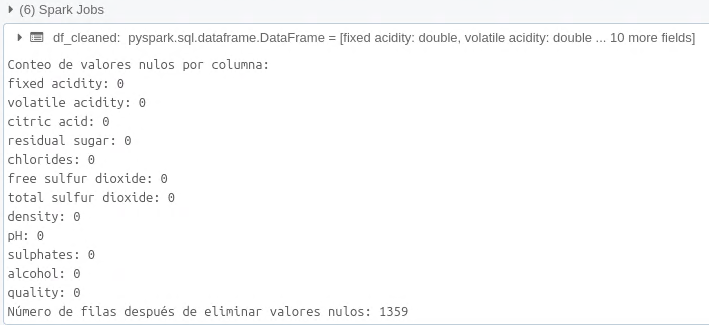 (6) Spark Jobs
df_cleaned: pyspark.sql.dataframe.DataFrame = [fixed acidity: double, volatile acidity: double ... 10 more fields]
Conteo de valores nulos por columna:
fixed acidity: 0
volatile acidity: 0
citric acid: 0
residual sugar: 0
chlorides: 0
free sulfur dioxide: 0
total sulfur dioxide: 0
density: 0
pH: 0
sulphates: 0
alcohol: 0
quality: 0
Número de filas después de eliminar valores nulos: 1359